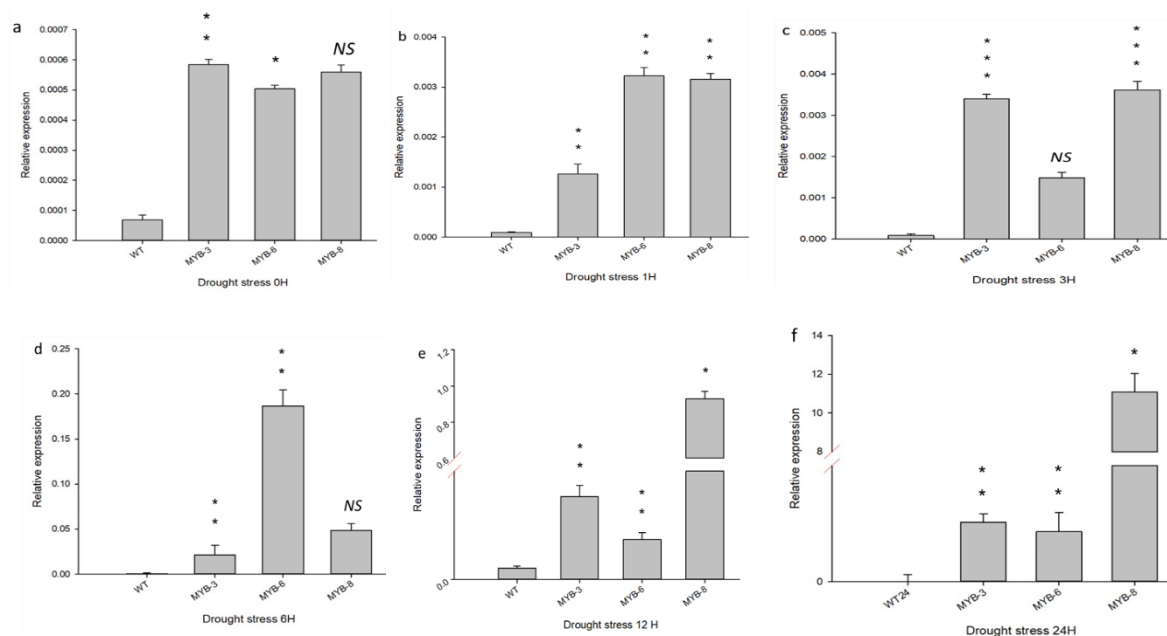 a
Relative expression
0.0007
0.0006
0.0005
0.0004
0.0003
0.0002
0.0001
0.0000
* *
*
NS
WT
MYB-3
MYB-6
MYB-8
Drought stress 0H
b
Relative expression
0.004
0.003
0.002
0.001
0.000
* *
* *
* *
WT
MYB-3
MYB-6
MYB-8
Drought stress 1H
c
Relative expression
0.005
0.004
0.003
0.002
0.001
0.000
* * *
NS
* * *
WT
MYB-3
MYB-6
MYB-8
Drought stress 3H
d
Relative expression
0.25
0.20
0.15
0.10
0.05
0.00
* *
* *
NS
WT
MYB-3
MYB-6
MYB-8
Drought stress 6H
e
Relative expression
1.2
1.0
0.8
0.6
0.0
* *
* *
*
WT
MYB-3
MYB-6
MYB-8
Drought stress 12 H
f
Relative expression
14
12
10
8
0
* *
* *
*
WT24
MYB-3
MYB-6
MYB-8
Drought stress 24H